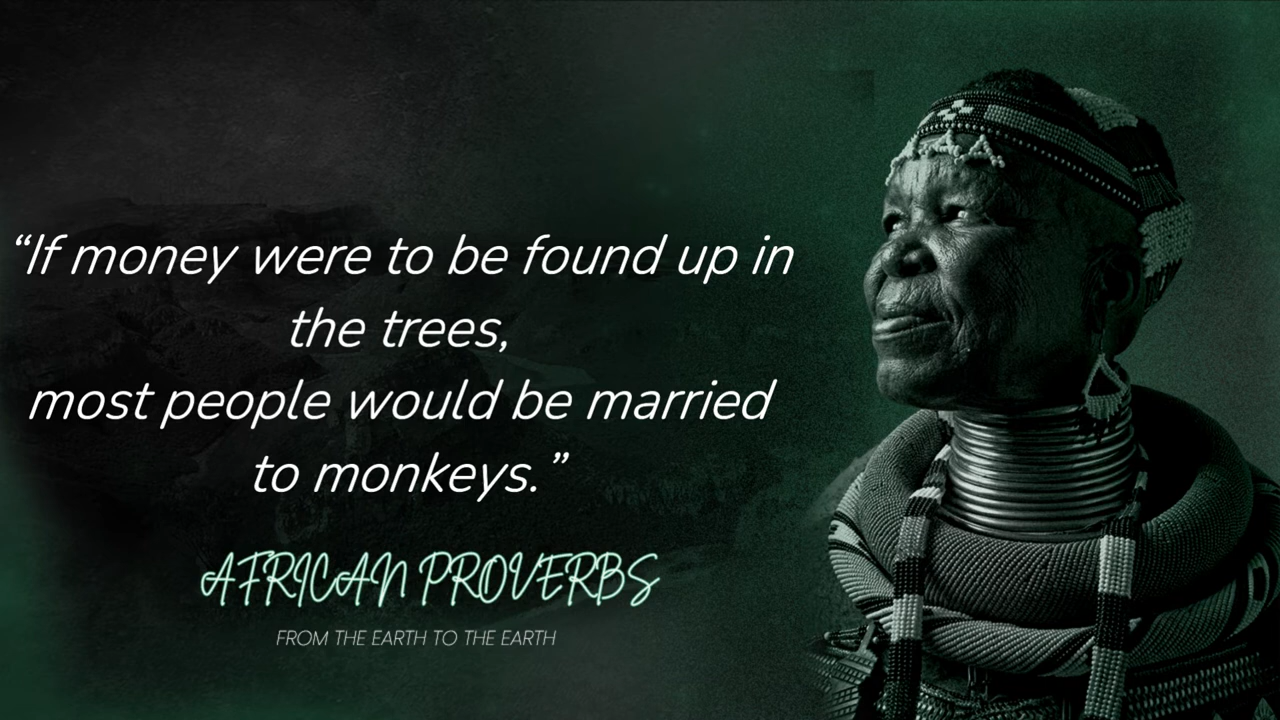 “If money were to be found up in
the trees,
most people would be married
to monkeys.”
AFRICAN PROVERBS
FROM THE EARTH TO THE EARTH